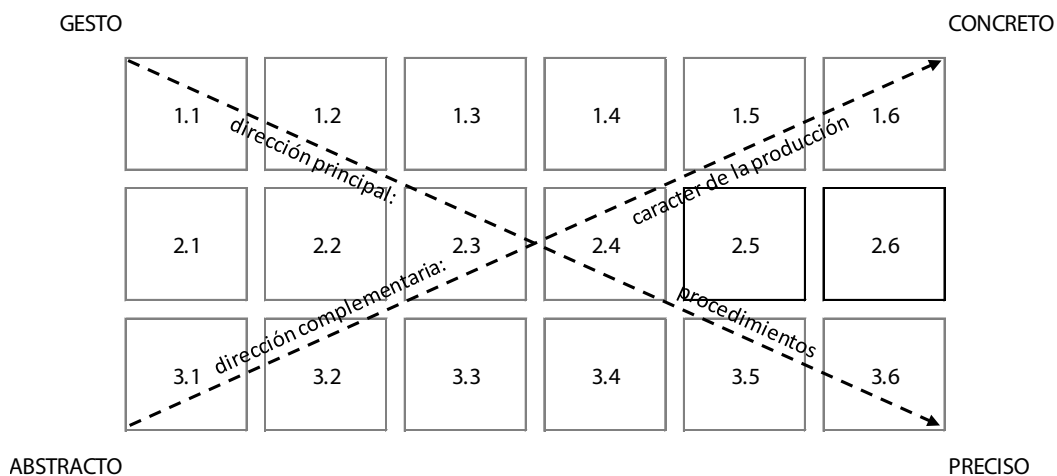 GESTO CONCRETO
1.1 1.2 1.3 1.4 1.5 1.6
dirección principal:
caracter de la producción
2.1 2.2 2.3 2.4 2.5 2.6
dirección complementaria:
procedimientos
3.1 3.2 3.3 3.4 3.5 3.6
ABSTRACTO PRECISO